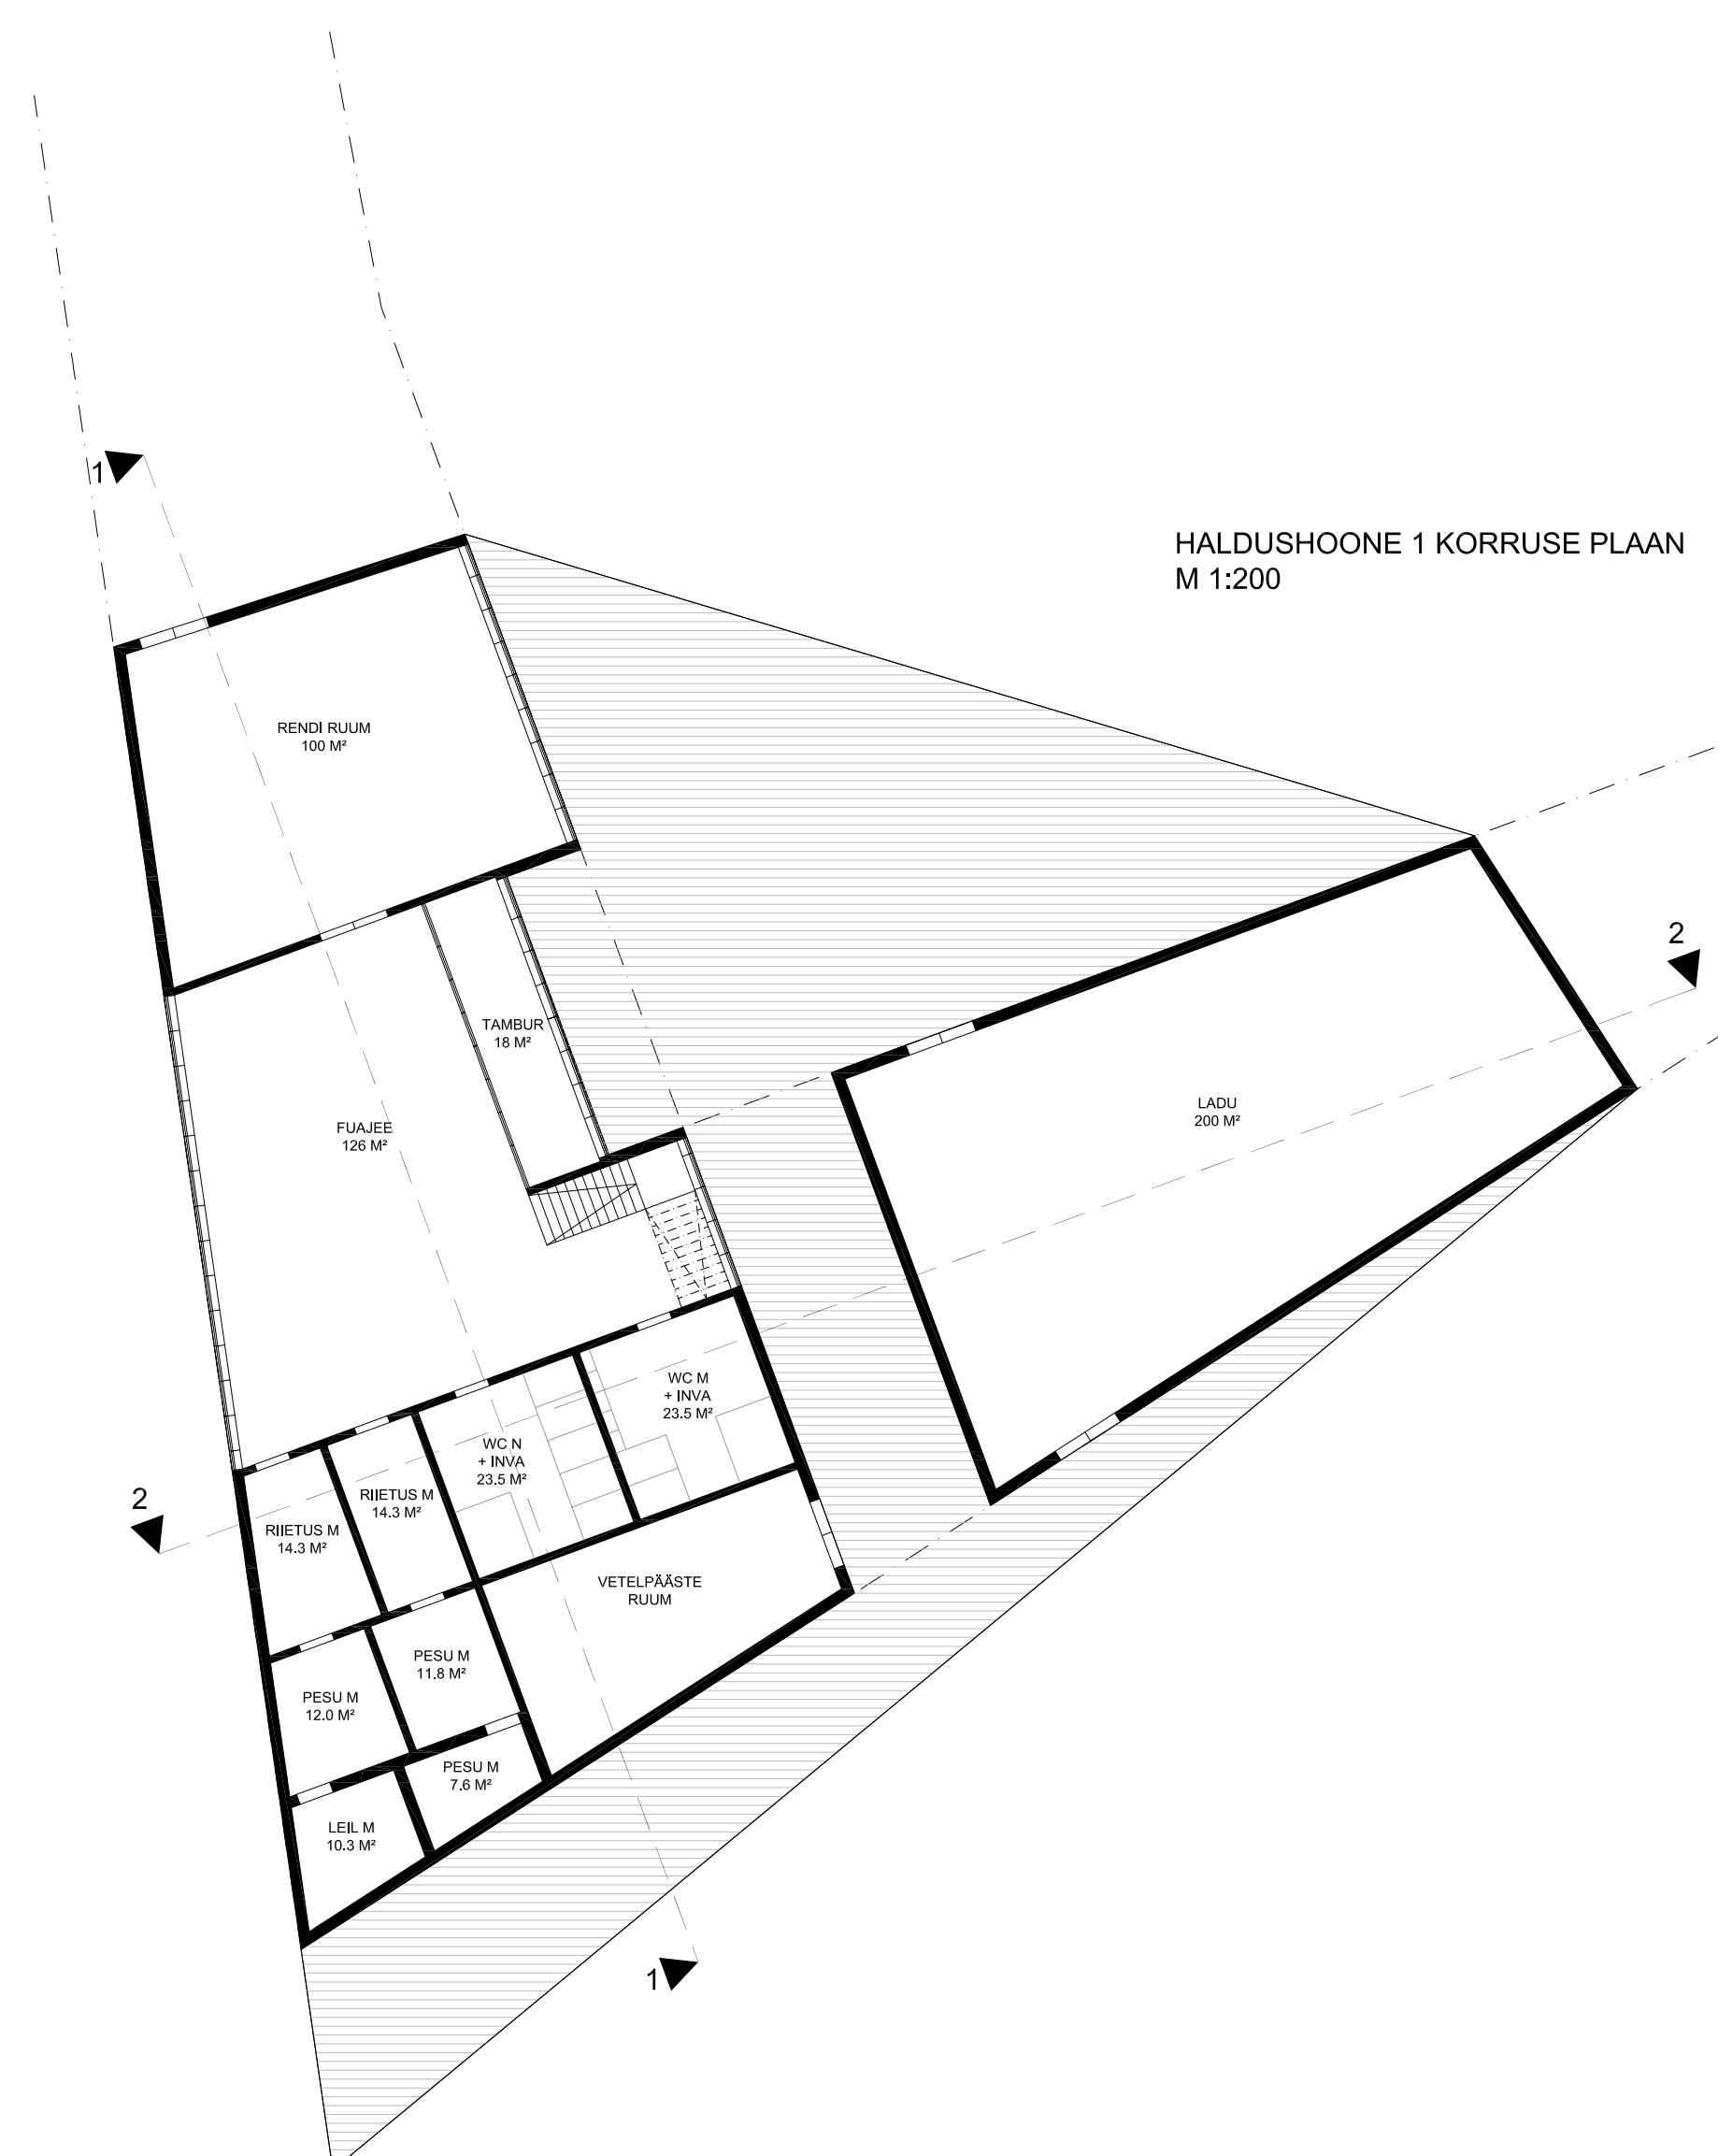 1
HALDUSHOONE 1 KORRUSE PLAAN
M 1:200
RENDI RUUM
100 M²
2
TAMBUR
18 M²
FUAJEE
126 M²
LADU
200 M²
WC M
+ INVA
23.5 M²
WC N
+ INVA
23.5 M²
2
RIIETUS M
14.3 M²
RIIETUS M
14.3 M²
VETELPÄÄSTE
RUUM
PESU M
11.8 M²
PESU M
12.0 M²
PESU M
7.6 M²
LEIL M
10.3 M²
1